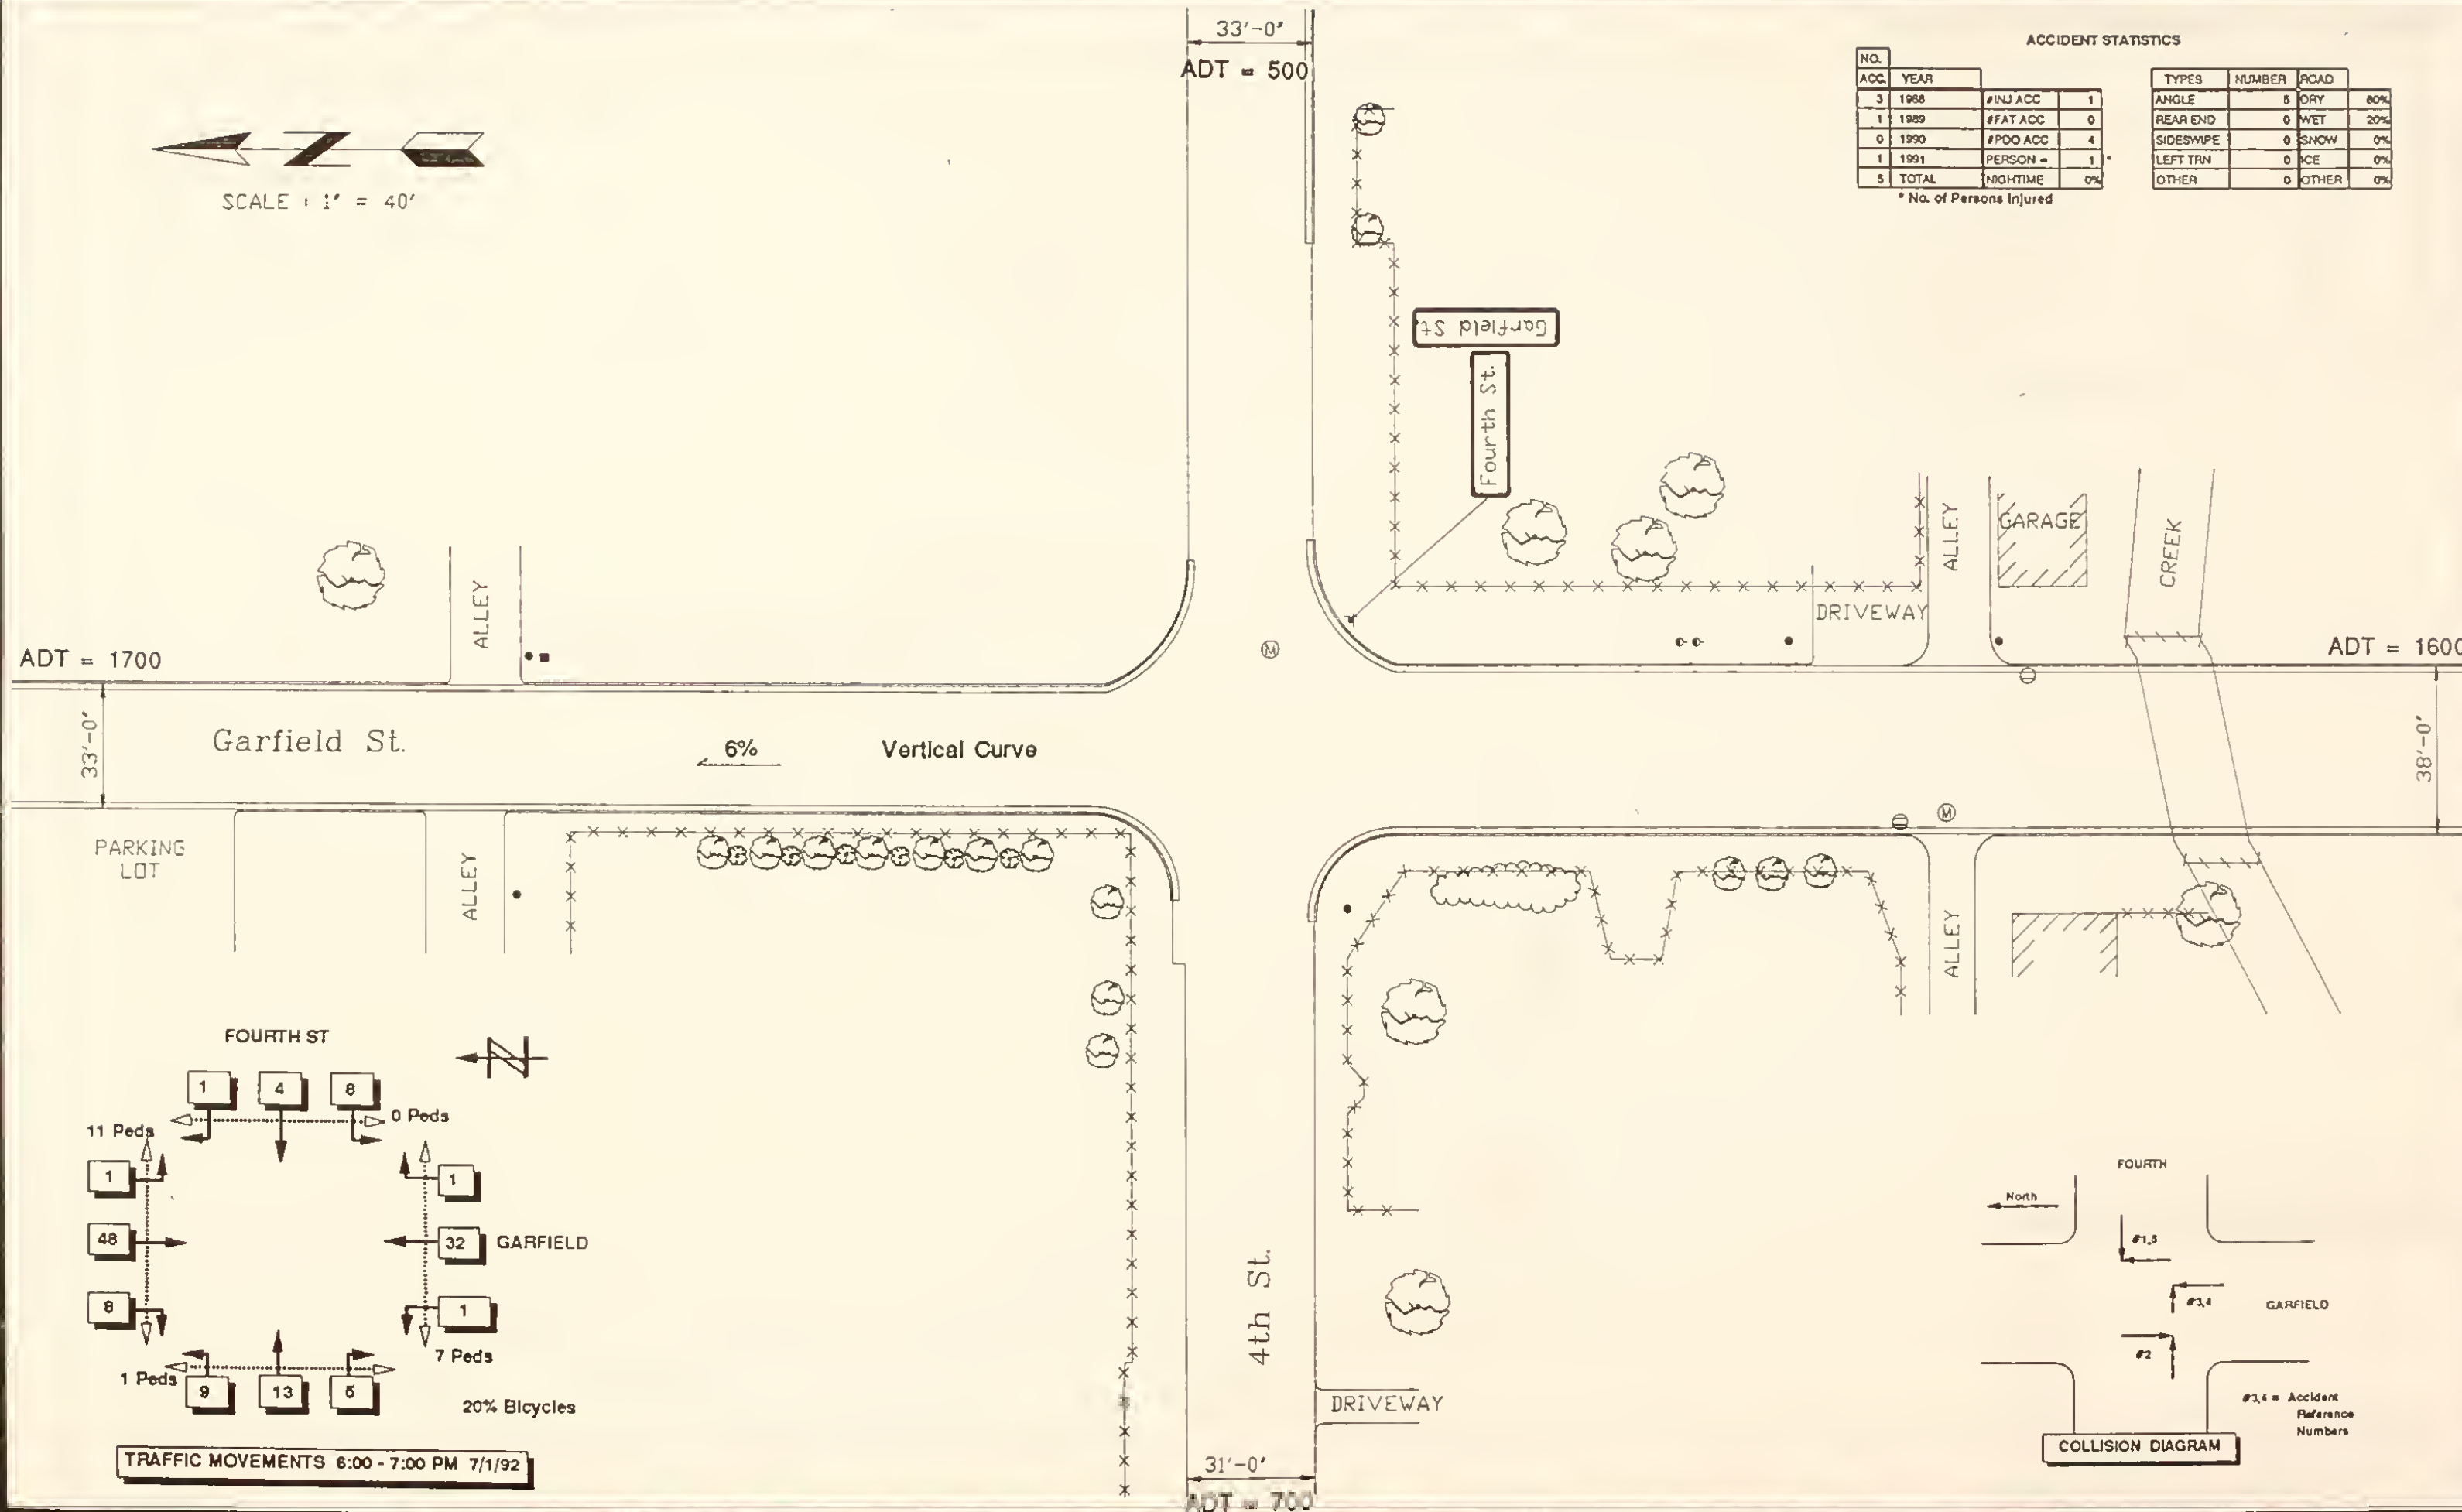 33'-0"
ADT = 500
ACCIDENT STATISTICS
NO.
ACC. YEAR
3 1988 #INJ ACC 1
1 1989 #FAT ACC 0
0 1990 #PDO ACC 4
1 1991 PERSON = 1 *
5 TOTAL NIGHTIME 0%
* No. of Persons Injured
TYPES NUMBER ROAD
ANGLE 5 DRY 80%
REAR END 0 WET 20%
SIDESWIPE 0 SNOW 0%
LEFT TRN 0 ICE 0%
OTHER 0 OTHER 0%
N
SCALE : 1" = 40'
Garfield St
Fourth St.
ALLEY
ALLEY
GARAGE
CREEK
DRIVEWAY
ADT = 1700
ADT = 1600
M
33'-0"
Garfield St.
6%
Vertical Curve
38'-0"
M
PARKING
LOT
ALLEY
ALLEY
FOURTH ST
N
1 4 8
0 Peds
11 Peds
1
1
48
32
GARFIELD
8
1
7 Peds
1 Peds
9 13 5
20% Bicycles
TRAFFIC MOVEMENTS 6:00 - 7:00 PM 7/1/92
4th St.
DRIVEWAY
31'-0"
ADT = 700
FOURTH
North
#1,5
#3,4
GARFIELD
#2
#3,4 = Accident
Reference
Numbers
COLLISION DIAGRAM